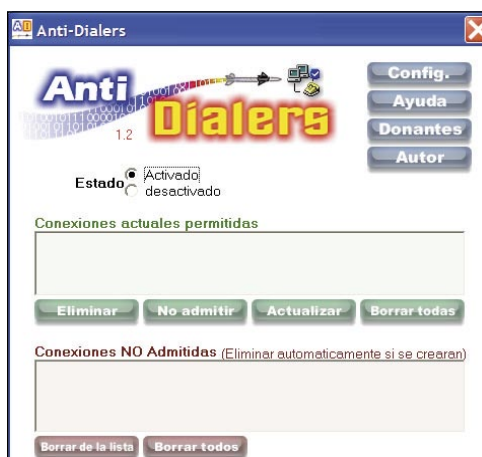 Anti-Dialers
Anti
Dialers
1.2
Config.
Ayuda
Donantes
Autor
Estado
Activado
desactivado
Conexiones actuales permitidas
Eliminar
No admitir
Actualizar
Borrar todas
Conexiones NO Admitidas (Eliminar automaticamente si se crearan)
Borrar de la lista
Borrar todos